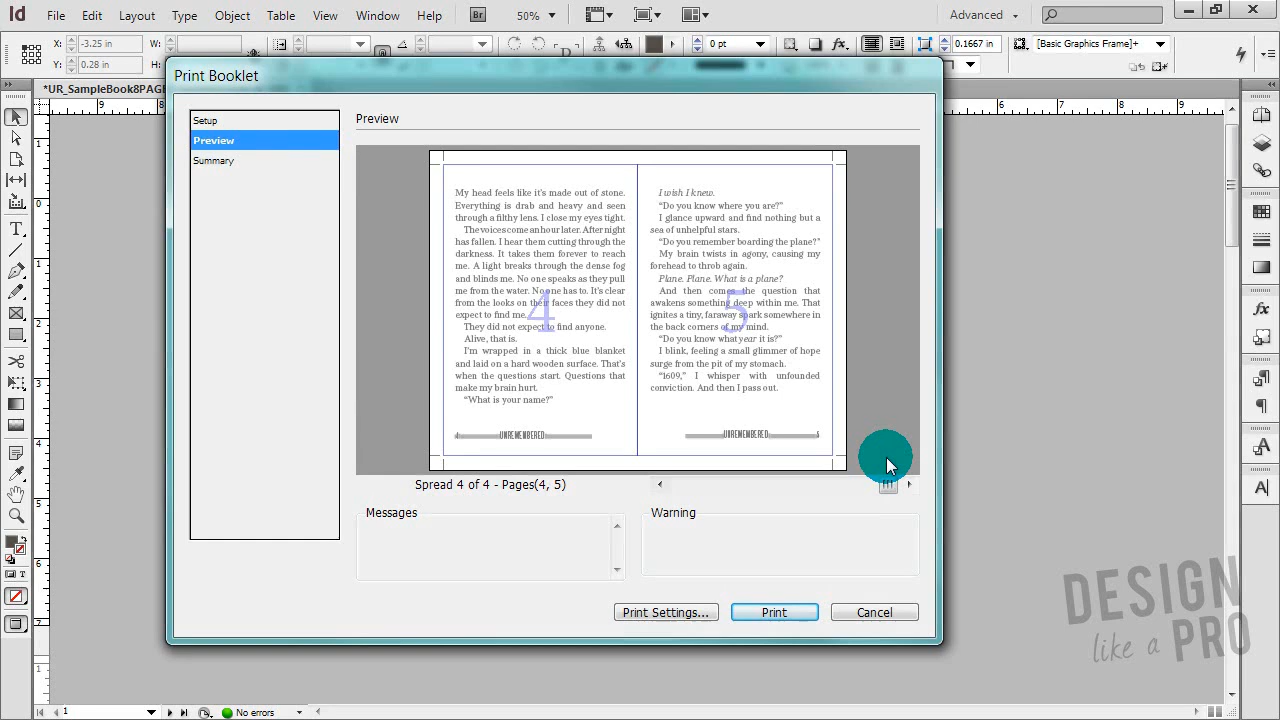 Id File Edit Layout Type Object Table View Window Help Br 50% Advanced
X: -3.25 in W: 0 pt 0.1667 in [Basic Graphics Frame]+
Y: 0.28 in H:
*UR_SampleBook8PAGE
Print Booklet
Setup
Preview
Summary
Preview
My head feels like it's made out of stone.
Everything is drab and heavy and seen
through a filthy lens. I close my eyes tight.
The voices come an hour later. After night
has fallen. I hear them cutting through the
darkness. It takes them forever to reach
me. A light breaks through the dense fog
and blinds me. No one speaks as they pull
me from the water. No one has to. It's clear
from the looks on their faces they did not
expect to find me.
They did not expect to find anyone.
Alive, that is.
I'm wrapped in a thick blue blanket
and laid on a hard wooden surface. That's
when the questions start. Questions that
make my brain hurt.
“What is your name?”
4 UNREMEMBERED
4
I wish I knew.
“Do you know where you are?”
I glance upward and find nothing but a
sea of unhelpful stars.
“Do you remember boarding the plane?”
My brain twists in agony, causing my
forehead to throb again.
Plane. Plane. What is a plane?
And then comes the question that
awakens something deep within me. That
ignites a tiny, faraway spark somewhere in
the back corners of my mind.
“Do you know what year it is?”
I blink, feeling a small glimmer of hope
surge from the pit of my stomach.
“1609,” I whisper with unfounded
conviction. And then I pass out.
UNREMEMBERED 5
5
Spread 4 of 4 - Pages(4, 5)
Messages
Warning
Print Settings... Print Cancel
DESIGN
like a PRO
1 No errors